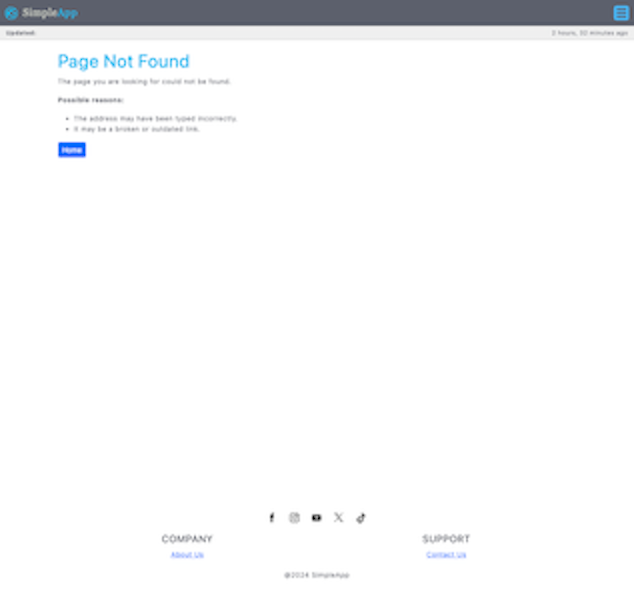 SimpleApp
Updated: 2 hours, 30 minutes ago
Page Not Found
The page you are looking for could not be found.
Possible reasons:
The address may have been typed incorrectly.
It may be a broken or outdated link.
Home
COMPANY SUPPORT
About Us Contact Us
@2024 SimpleApp